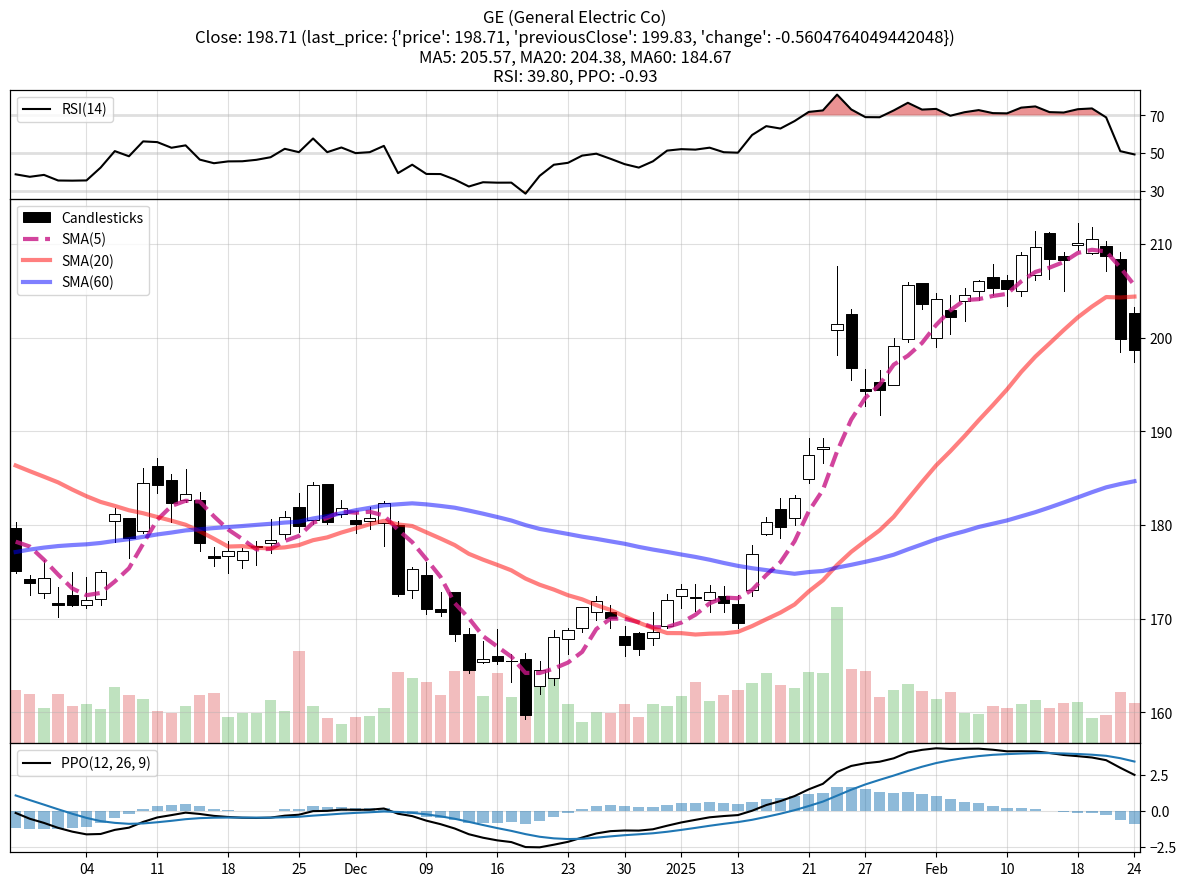 GE (General Electric Co)
Close: 198.71 (last_price: {'price': 198.71, 'previousClose': 199.83, 'change': -0.5604764049442048})
MA5: 205.57, MA20: 204.38, MA60: 184.67
RSI: 39.80, PPO: -0.93
RSI(14)
70
50
30
Candlesticks
SMA(5)
SMA(20)
SMA(60)
210
200
190
180
170
160
PPO(12, 26, 9)
2.5
0.0
−2.5
04 11 18 25 Dec 09 16 23 30 2025 13 21 27 Feb 10 18 24